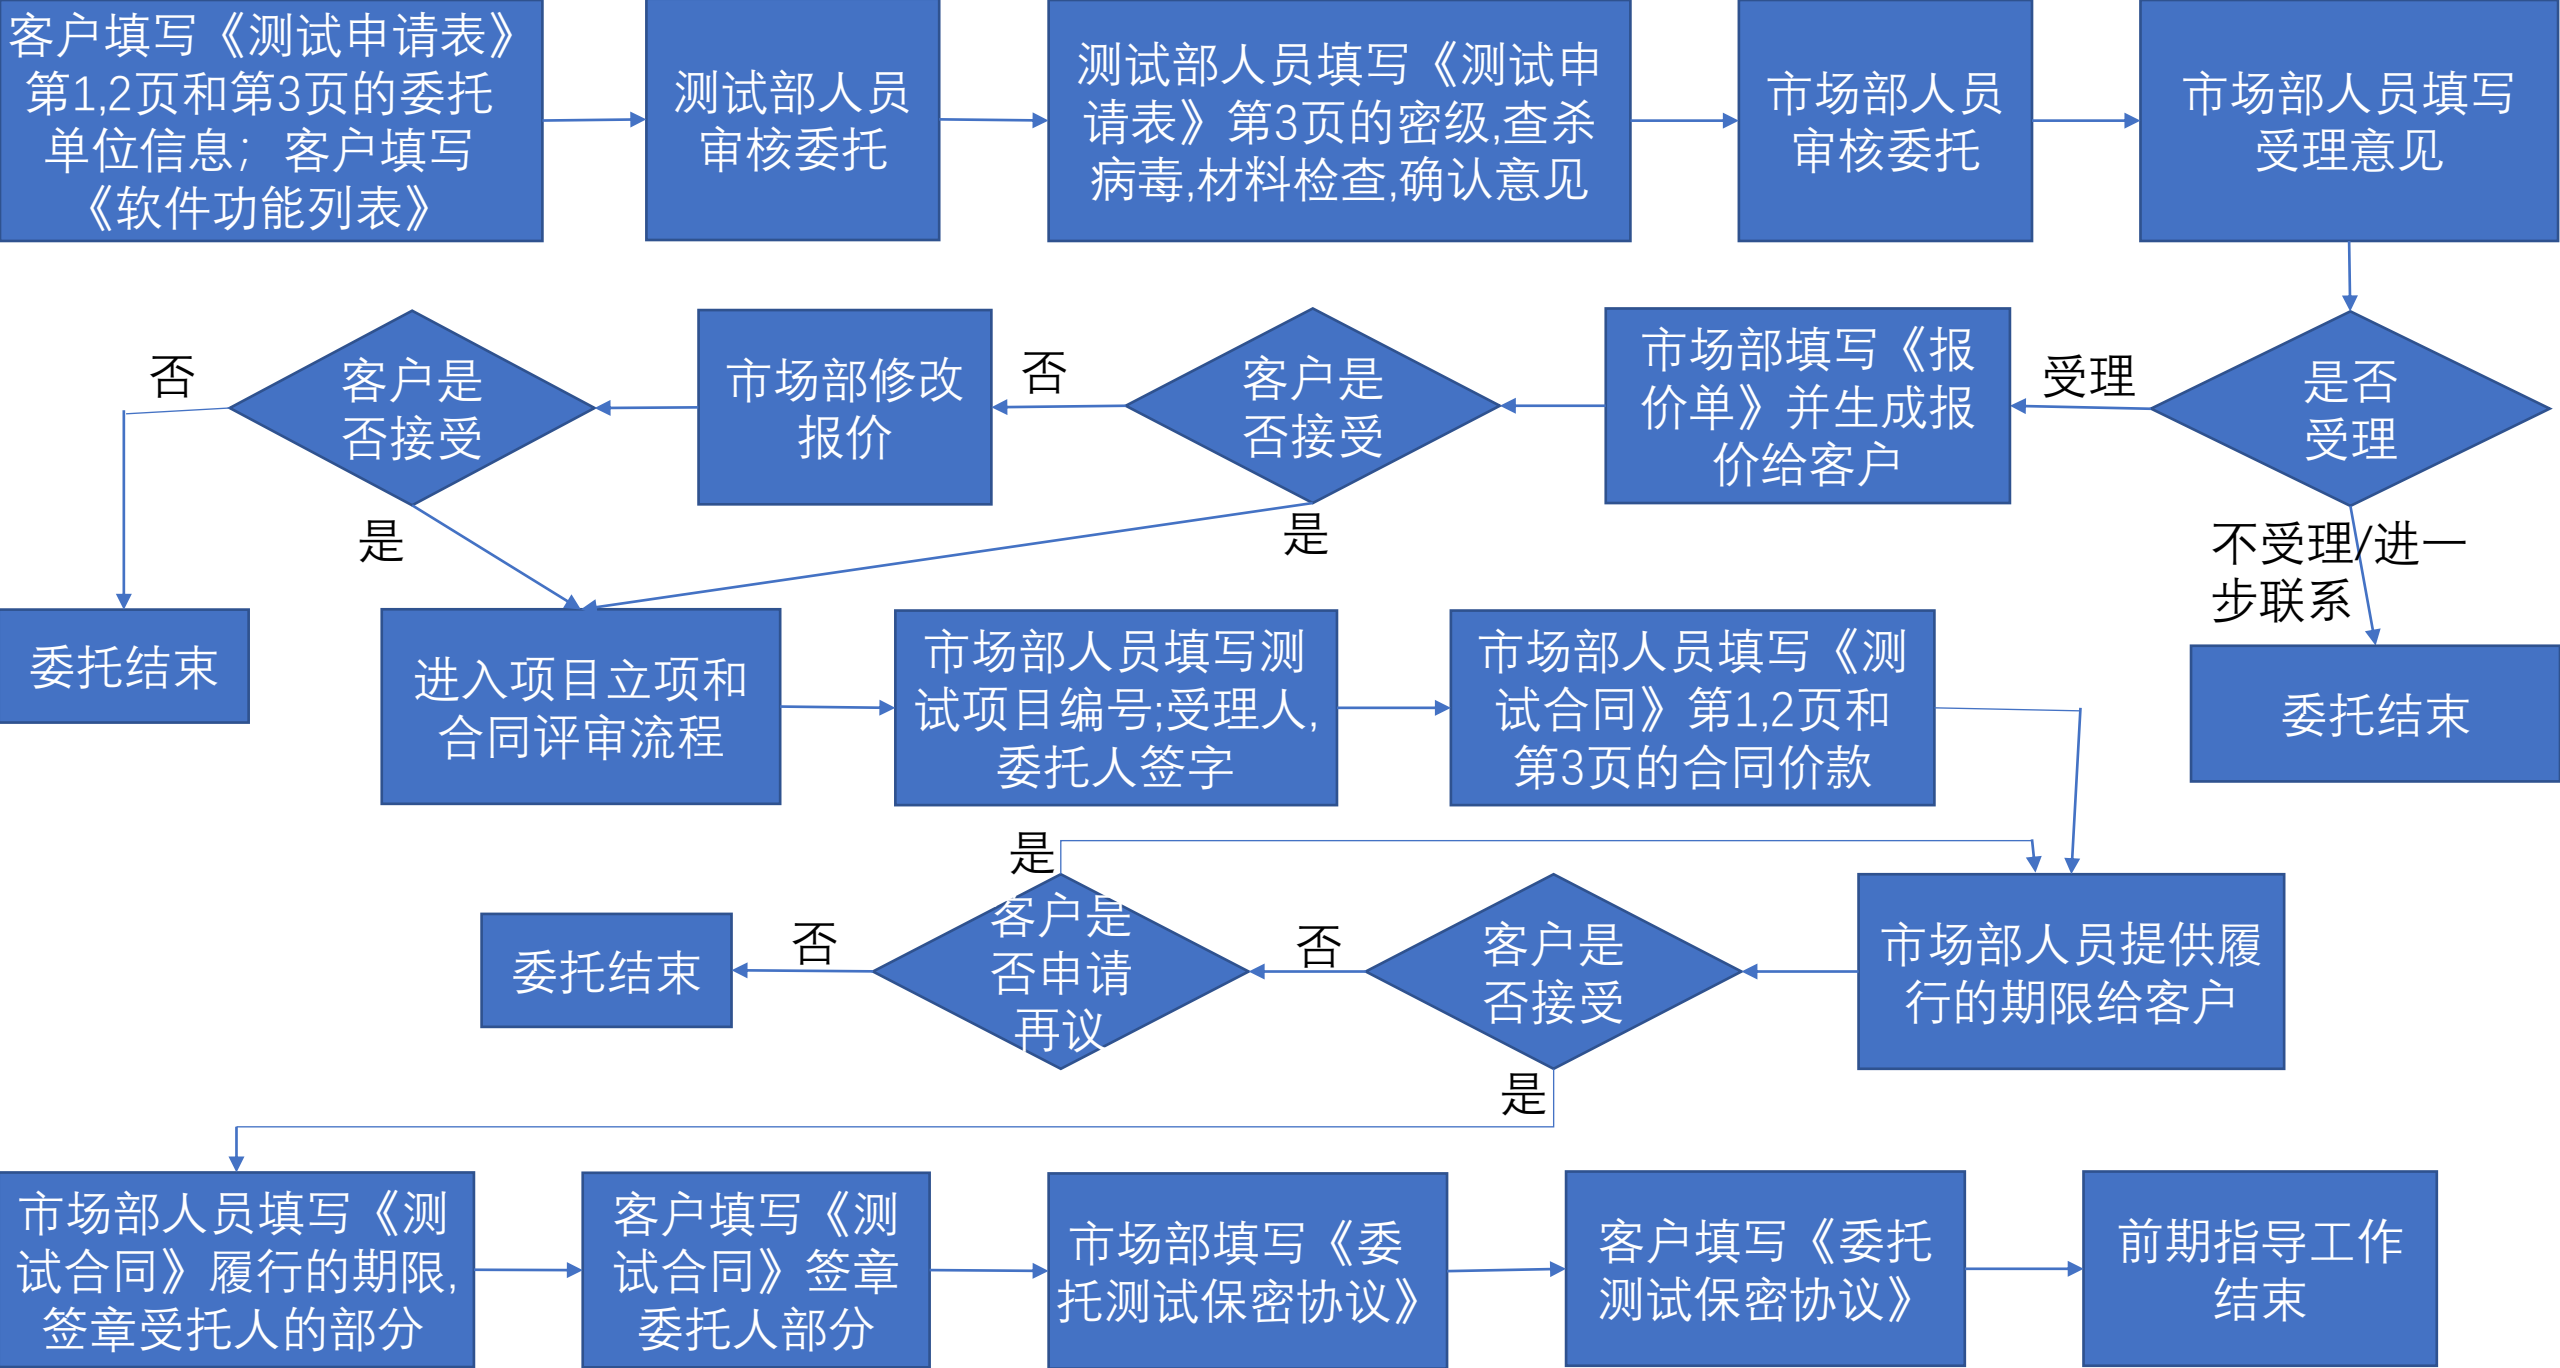 客户填写《测试申请表》
第1,2页和第3页的委托
单位信息；客户填写
《软件功能列表》
测试部人员
审核委托
测试部人员填写《测试申
请表》第3页的密级,查杀
病毒,材料检查,确认意见
市场部人员
审核委托
市场部人员填写
受理意见
否
客户是
否接受
是
市场部修改
报价
否
客户是
否接受
是
市场部填写《报
价单》并生成报
价给客户
受理
是否
受理
不受理/进一
步联系
委托结束
进入项目立项和
合同评审流程
市场部人员填写测
试项目编号;受理人,
委托人签字
市场部人员填写《测
试合同》第1,2页和
第3页的合同价款
委托结束
委托结束
否
是
客户是
否申请
再议
否
客户是
否接受
是
市场部人员提供履
行的期限给客户
市场部人员填写《测
试合同》履行的期限,
签章受托人的部分
客户填写《测
试合同》签章
委托人部分
市场部填写《委
托测试保密协议》
客户填写《委托
测试保密协议》
前期指导工作
结束